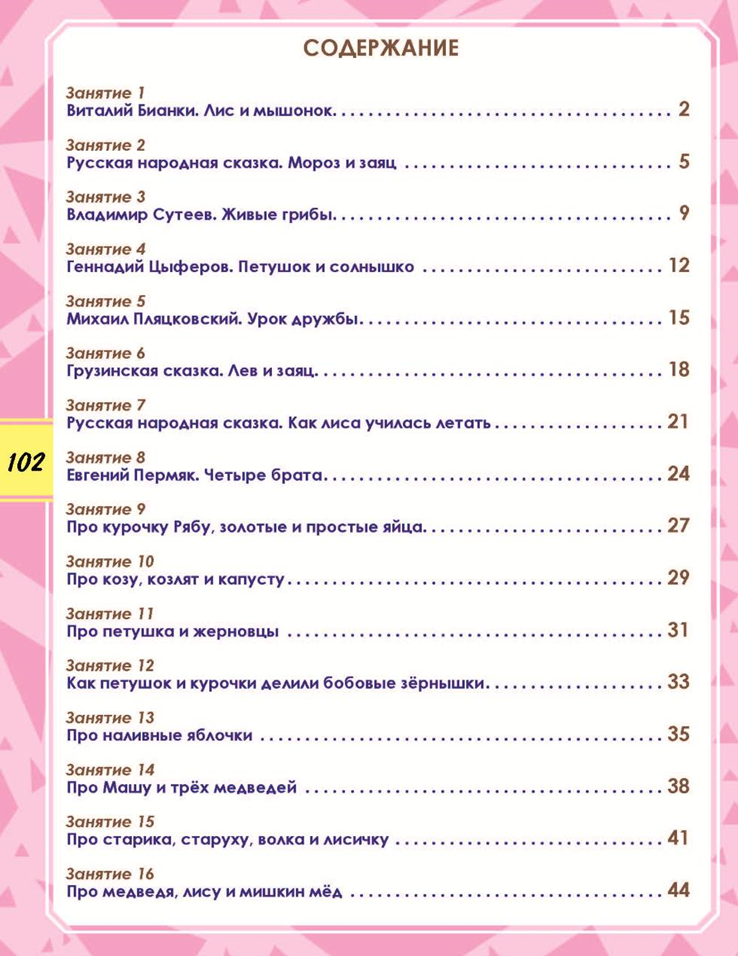 СОДЕРЖАНИЕ
Занятие 1
Виталий Бианки. Лис и мышонок. 2
Занятие 2
Русская народная сказка. Мороз и заяц 5
Занятие 3
Владимир Сутеев. Живые грибы. 9
Занятие 4
Геннадий Цыферов. Петушок и солнышко 12
Занятие 5
Михаил Пляцковский. Урок дружбы. 15
Занятие 6
Грузинская сказка. Лев и заяц. 18
Занятие 7
Русская народная сказка. Как лиса училась летать 21
102
Занятие 8
Евгений Пермяк. Четыре брата. 24
Занятие 9
Про курочку Рябу, золотые и простые яйца. 27
Занятие 10
Про козу, козлят и капусту 29
Занятие 11
Про петушка и жерновцы 31
Занятие 12
Как петушок и курочки делили бобовые зёрнышки. 33
Занятие 13
Про наливные яблочки 35
Занятие 14
Про Машу и трёх медведей 38
Занятие 15
Про старика, старуху, волка и лисичку 41
Занятие 16
Про медведя, лису и мишкин мёд 44